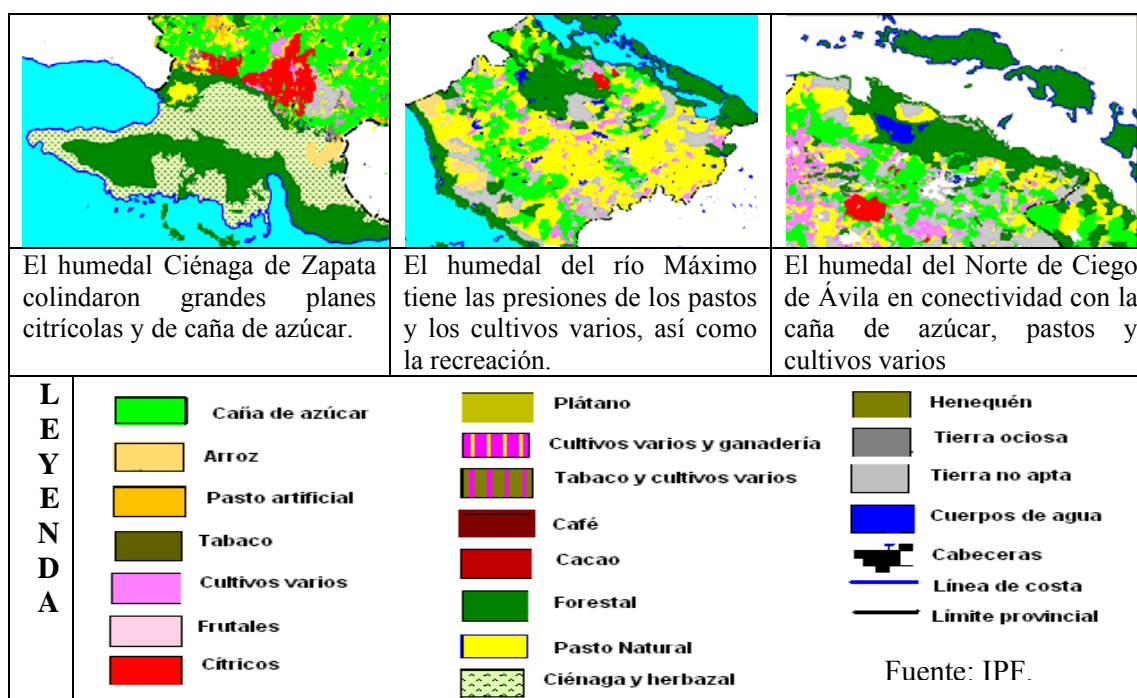 El humedal Ciénaga de Zapata
colindaron grandes planes
citrícolas y de caña de azúcar.
El humedal del río Máximo
tiene las presiones de los pastos
y los cultivos varios, así como
la recreación.
El humedal del Norte de Ciego
de Ávila en conectividad con la
caña de azúcar, pastos y
cultivos varios
L
E
Y
E
N
D
A
Caña de azúcar
Arroz
Pasto artificial
Tabaco
Cultivos varios
Frutales
Cítricos
Plátano
Cultivos varios y ganadería
Tabaco y cultivos varios
Café
Cacao
Forestal
Pasto Natural
Ciénaga y herbazal
Henequén
Tierra ociosa
Tierra no apta
Cuerpos de agua
Cabeceras
Línea de costa
Límite provincial
Fuente: IPF.